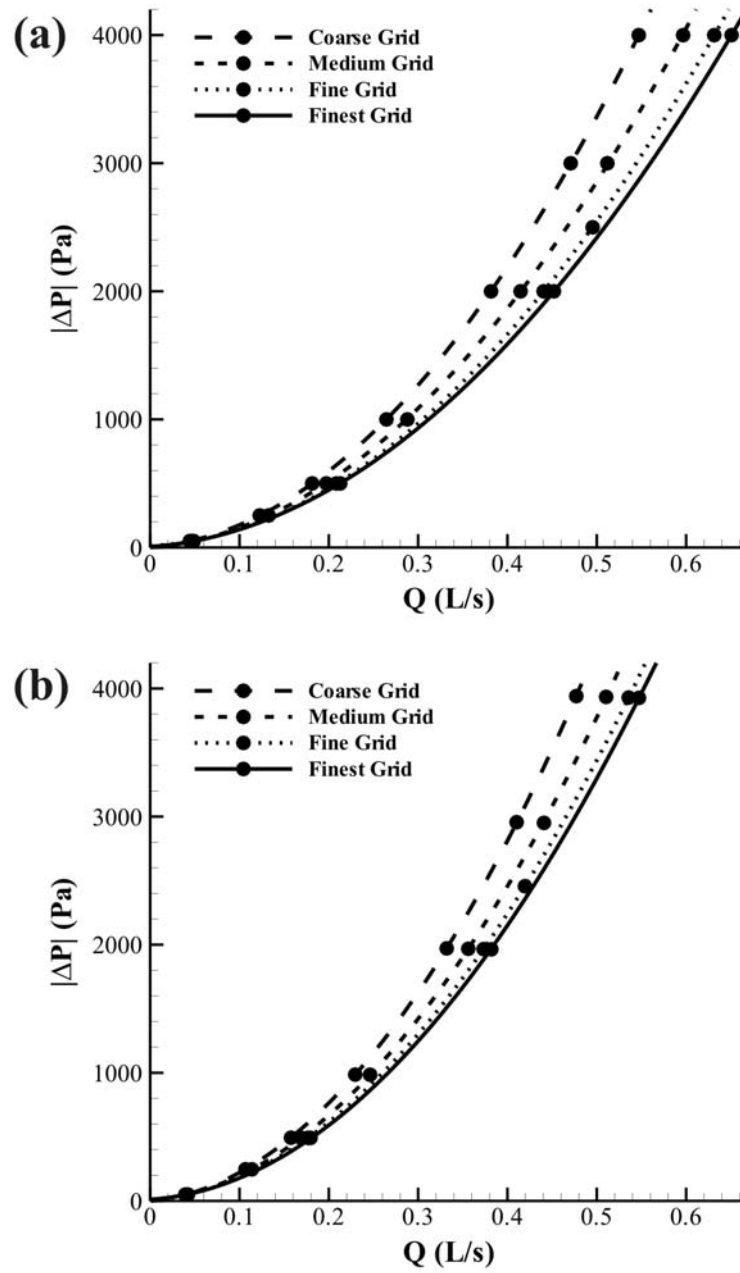 (a)
Coarse Grid
Medium Grid
Fine Grid
Finest Grid
4000
3000
2000
1000
0
|ΔP| (Pa)
0 0.1 0.2 0.3 0.4 0.5 0.6
Q (L/s)
(b)
Coarse Grid
Medium Grid
Fine Grid
Finest Grid
4000
3000
2000
1000
0
|ΔP| (Pa)
0 0.1 0.2 0.3 0.4 0.5 0.6
Q (L/s)